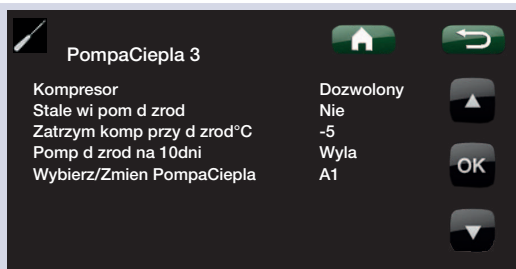 PompaCiepla 3
Kompresor Dozwolony
Stale wi pom d zrod Nie
Zatrzym komp przy d zrod°C -5
Pomp d zrod na 10dni Wyla
Wybierz/Zmien PompaCiepla A1
OK